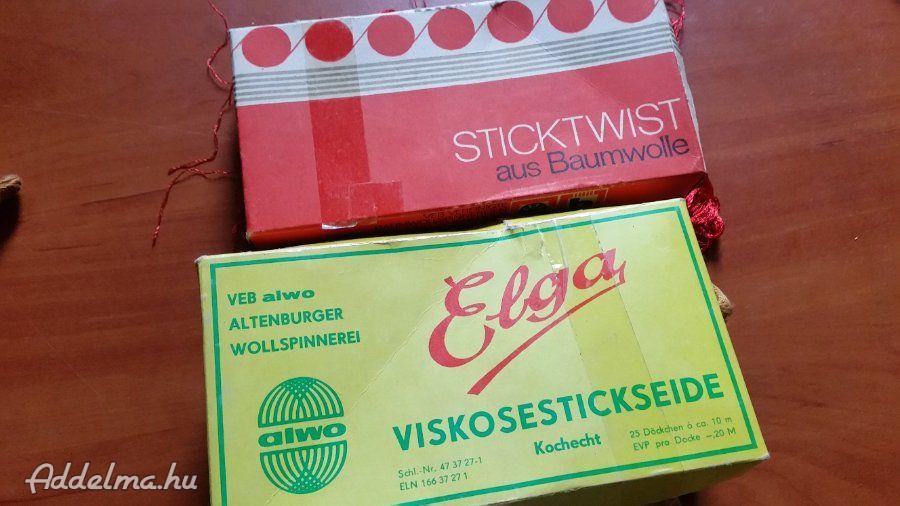 STICKTWIST
aus Baumwolle
VEB alwo
ALTENBURGER
WOLLSPINNEREI
Elga
alwo
VISKOSESTICKSEIDE
Kochecht
25 Döckchen à ca. 10 m
EVP pro Docke -,20 M
Schl.-Nr. 47 37 27-1
ELN 166 37 27 1
Addelma.hu